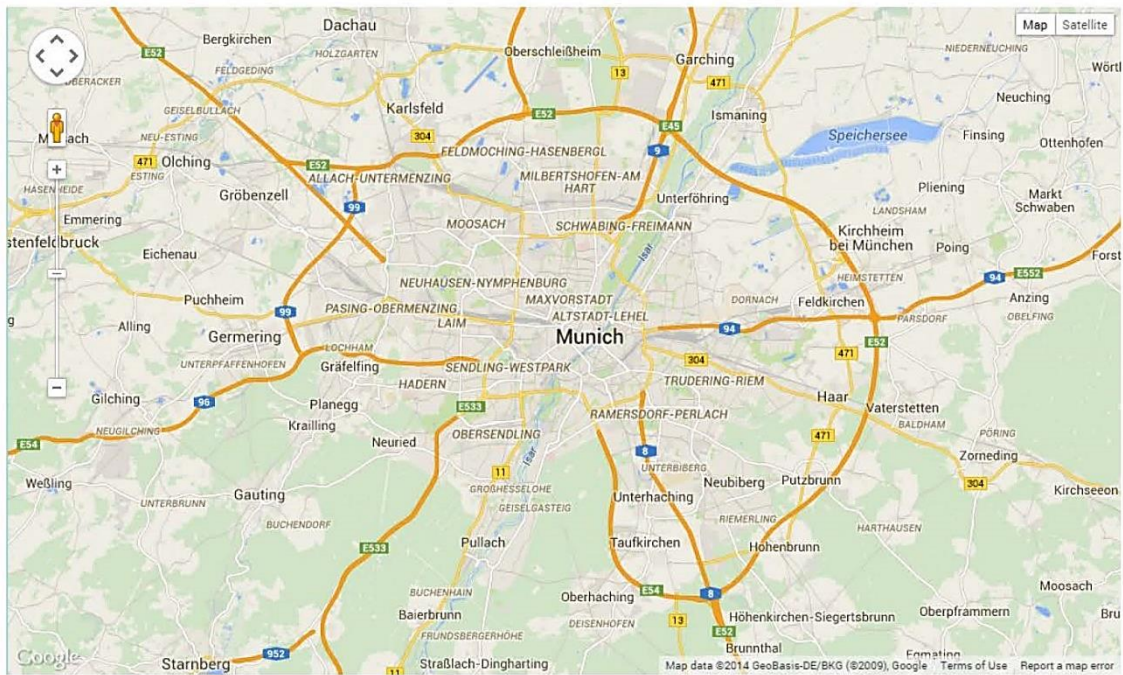 Dachau
Map
Satellite
Bergkirchen
E52
HOLZGARTEN
Oberschleißheim
13
Garching
471
NIEDERNEUCHING
FELDGEDING
GEISELBULLACH
Karlsfeld
E52
Ismaning
Neuching
E45
304
Speichersee
Finsing
Ottenhofen
NEU-ESTING
471
Olching
ESTING
E52
FELDMOCHING-HASENBERGL
9
ALLACH-UNTERMENZING
MILBERTSHOFEN-AM
HART
HASENHEIDE
Gröbenzell
99
Unterföhring
Pliening
Markt
Schwaben
Emmering
MOOSACH
SCHWABING-FREIMANN
LANDSHAM
Kirchheim
bei München
Poing
stenfeldbruck
Eichenau
Isar
Forst
NEUHAUSEN-NYMPHENBURG
HEIMSTETTEN
94
E552
Puchheim
MAXVORSTADT
DORNACH
Feldkirchen
Anzing
99
PASING-OBERMENZING
ALTSTADT-LEHEL
OBELFING
PARSDORF
Alling
LAIM
Munich
94
Germering
E52
LOCHHAM
471
UNTERPFAFFENHOFEN
Gräfelfing
SENDLING-WESTPARK
304
HADERN
TRUDERING-RIEM
Gilching
96
Planegg
E533
Haar
Vaterstetten
NEUGILCHING
Krailling
RAMERSDORF-PERLACH
BALDHAM
E54
Neuried
OBERSENDLING
471
PÖRING
8
Isar
Zorneding
Weßling
11
UNTERBIBERG
304
Neubiberg
Putzbrunn
Kirchseeon
UNTERBRUNN
Gauting
GROßHESSELOHE
Unterhaching
GEISELGASTEIG
BUCHENDORF
RIEMERLING
HARTHAUSEN
E533
Pullach
Taufkirchen
Hohenbrunn
BUCHENHAIN
Oberhaching
E54
8
Moosach
Baierbrunn
13
Höhenkirchen-Siegertsbrunn
Oberpframmern
DEISENHOFEN
E52
FRUNDSBERGERHÖHE
952
Brunnthal
Starnberg
11
Straßlach-Dingharting
Google
Map data ©2014 GeoBasis-DE/BKG (©2009), Google
Terms of Use
Report a map error